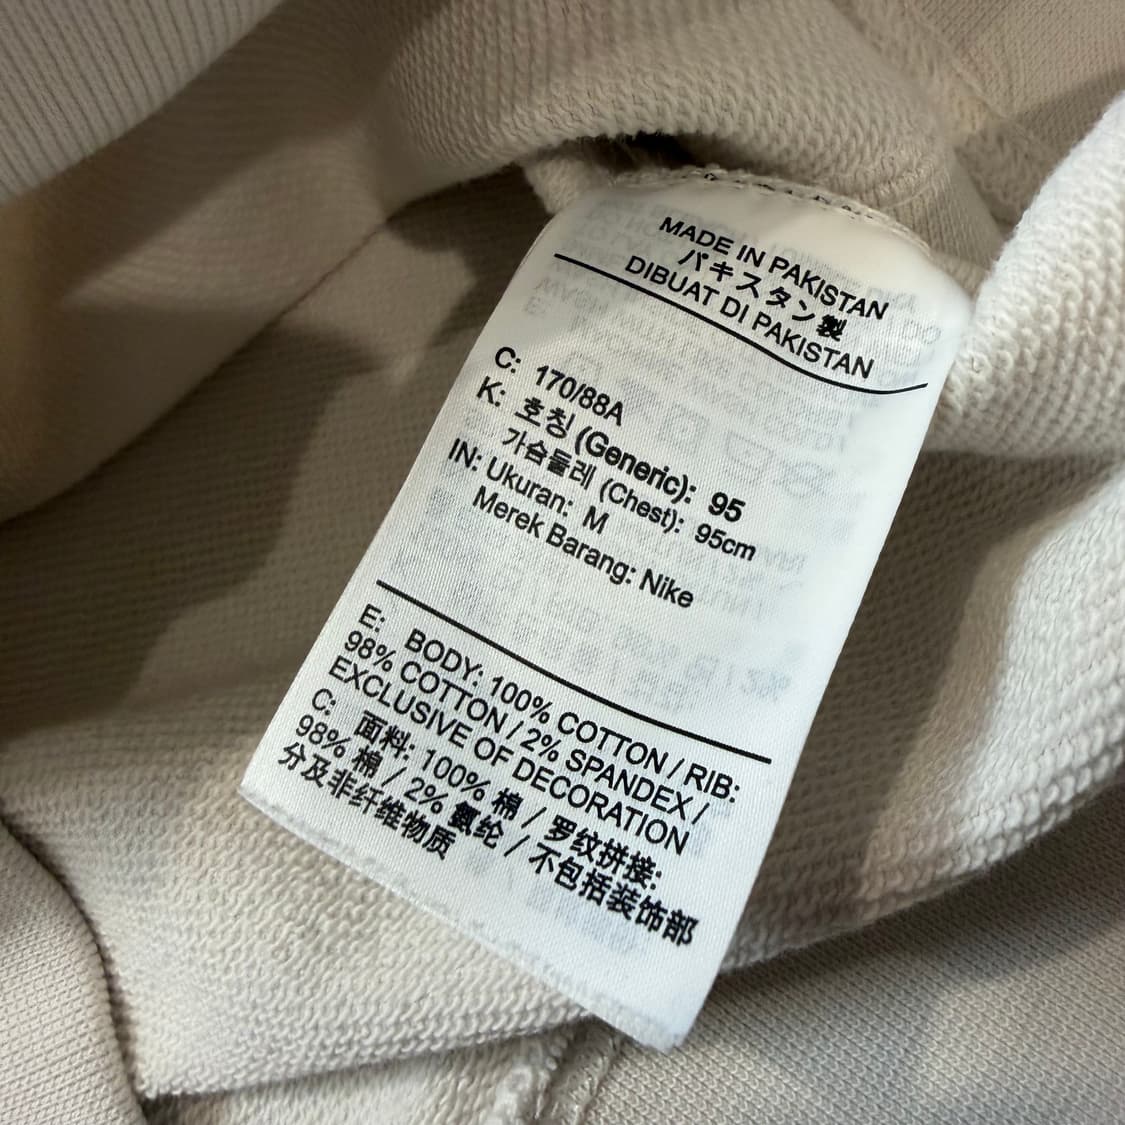 MADE IN PAKISTAN
パキスタン製
DIBUAT DI PAKISTAN
C: 170/88A
K: 호칭 (Generic): 95
가슴둘레 (Chest): 95cm
IN: Ukuran: M
Merek Barang: Nike
E: BODY: 100% COTTON / RIB:
98% COTTON / 2% SPANDEX /
EXCLUSIVE OF DECORATION
C: 面料: 100% 棉 / 罗纹拼接:
98% 棉 / 2% 氨纶 / 不包括装饰部
分及非纤维物质